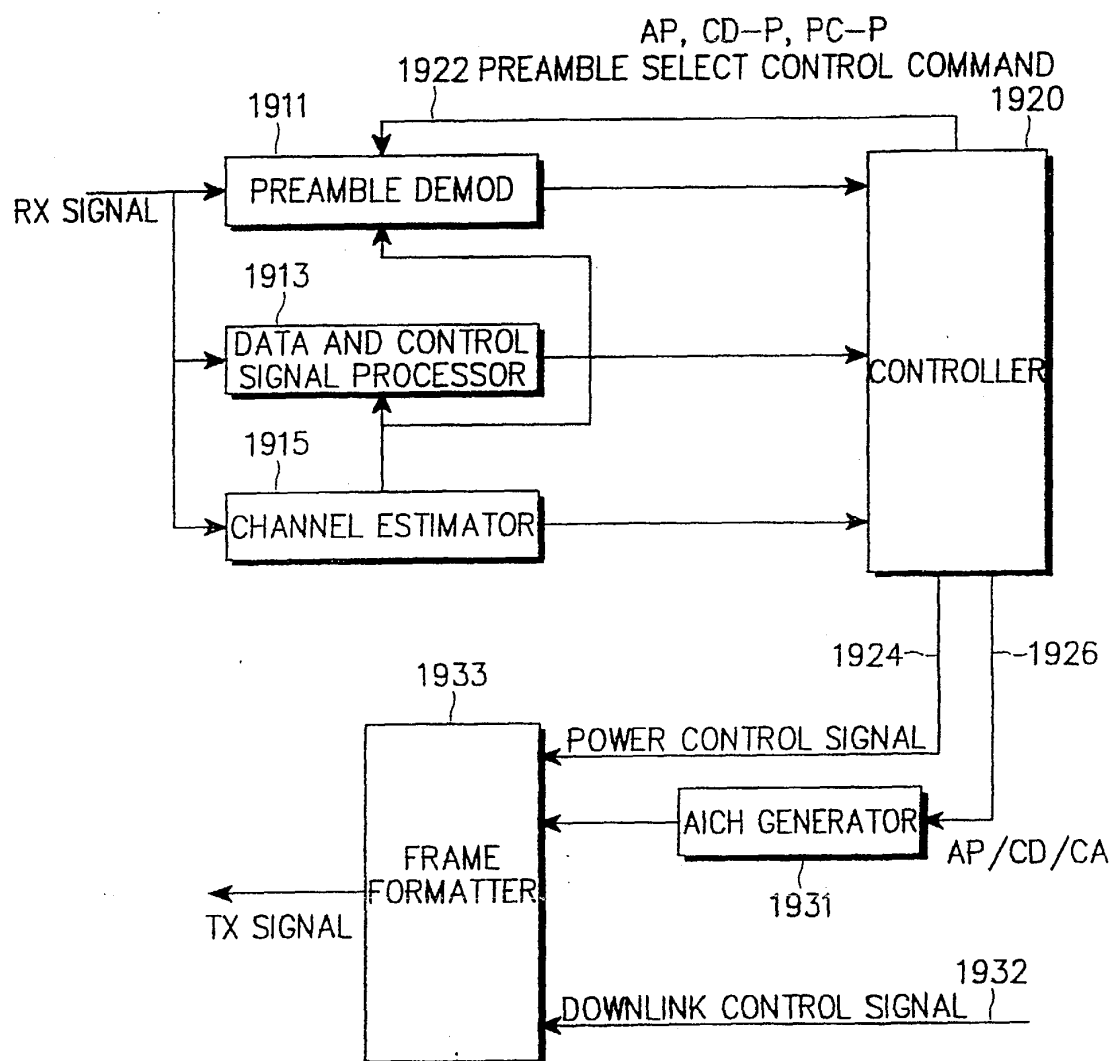 AP, CD-P, PC-P
1922 PREAMBLE SELECT CONTROL COMMAND
1911
1920
PREAMBLE DEMOD
RX SIGNAL
1913
DATA AND CONTROL
SIGNAL PROCESSOR
CONTROLLER
1915
CHANNEL ESTIMATOR
1924
1926
1933
POWER CONTROL SIGNAL
AICH GENERATOR
AP/CD/CA
FRAME
FORMATTER
1931
TX SIGNAL
1932
DOWNLINK CONTROL SIGNAL